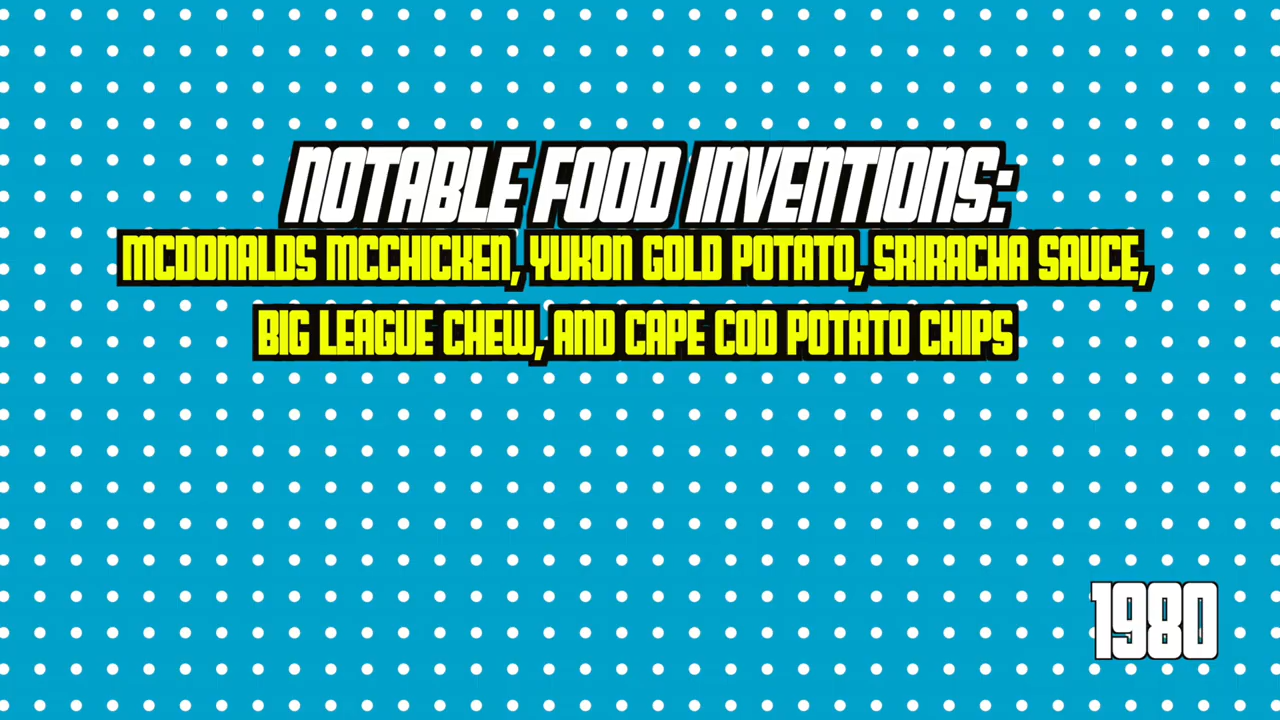 NOTABLE FOOD INVENTIONS:
MCDONALDS MCCHICKEN, YUKON GOLD POTATO, SRIRACHA SAUCE,
BIG LEAGUE CHEW, AND CAPE COD POTATO CHIPS
1980